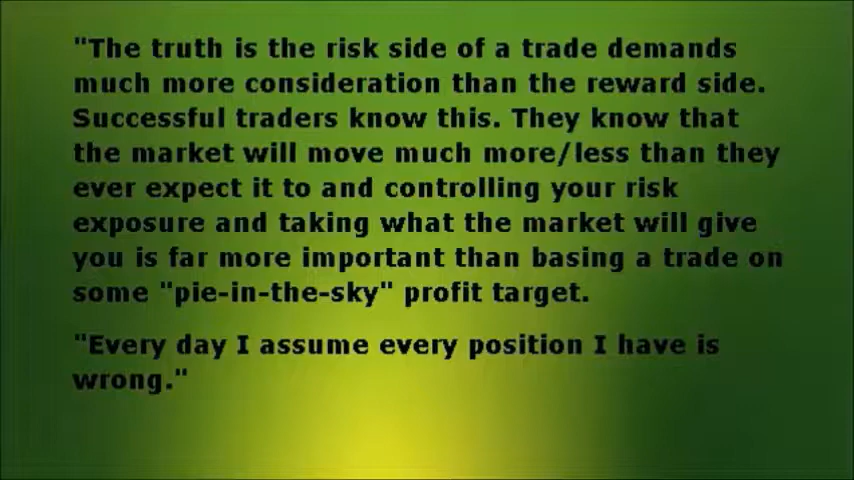 "The truth is the risk side of a trade demands
much more consideration than the reward side.
Successful traders know this. They know that
the market will move much more/less than they
ever expect it to and controlling your risk
exposure and taking what the market will give
you is far more important than basing a trade on
some "pie-in-the-sky" profit target.
"Every day I assume every position I have is
wrong."